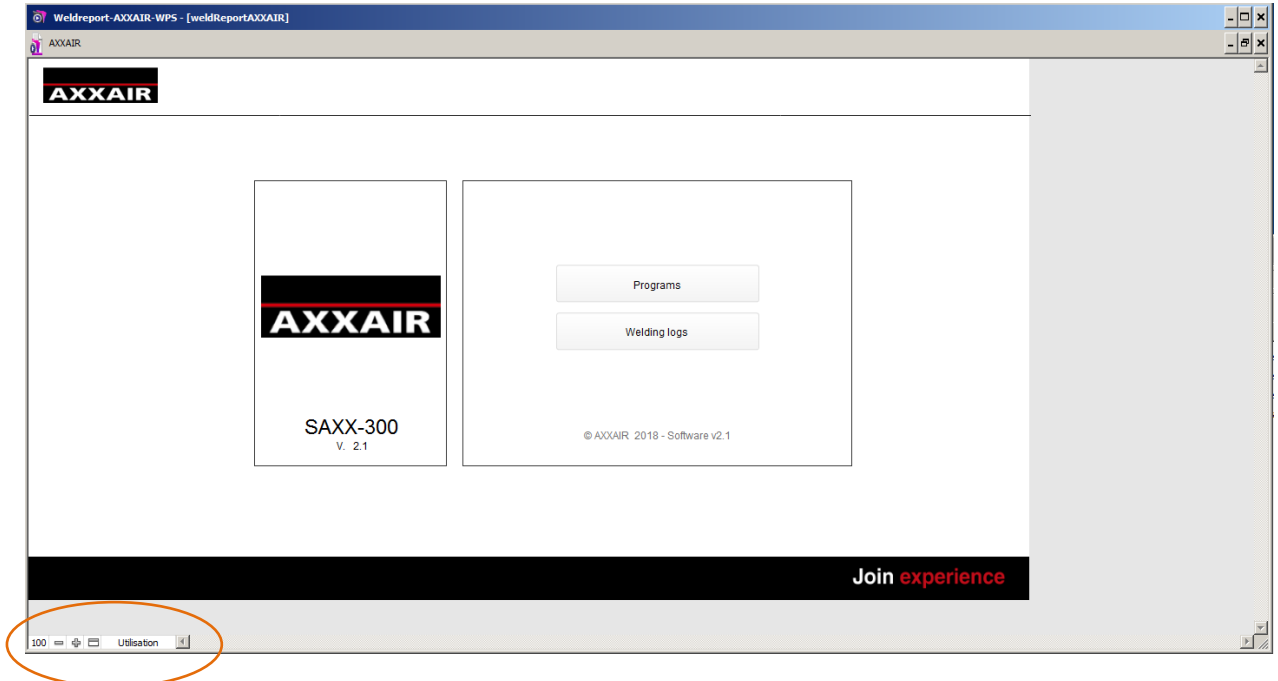 Weldreport-AXXAIR-WPS - [weldReportAXXAIR]
AXXAIR
AXXAIR
AXXAIR
SAXX-300
V. 2.1
Programs
Welding logs
© AXXAIR 2018 - Software v2.1
Join experience
100 Utilisation